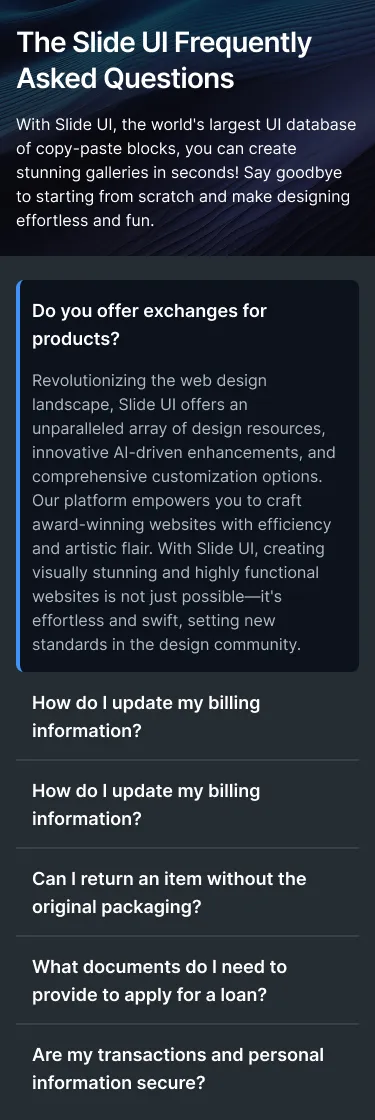 The Slide UI Frequently
Asked Questions
With Slide UI, the world's largest UI database
of copy-paste blocks, you can create
stunning galleries in seconds! Say goodbye
to starting from scratch and make designing
effortless and fun.
Do you offer exchanges for
products?
Revolutionizing the web design
landscape, Slide UI offers an
unparalleled array of design resources,
innovative AI-driven enhancements, and
comprehensive customization options.
Our platform empowers you to craft
award-winning websites with efficiency
and artistic flair. With Slide UI, creating
visually stunning and highly functional
websites is not just possible—it's
effortless and swift, setting new
standards in the design community.
How do I update my billing
information?
How do I update my billing
information?
Can I return an item without the
original packaging?
What documents do I need to
provide to apply for a loan?
Are my transactions and personal
information secure?